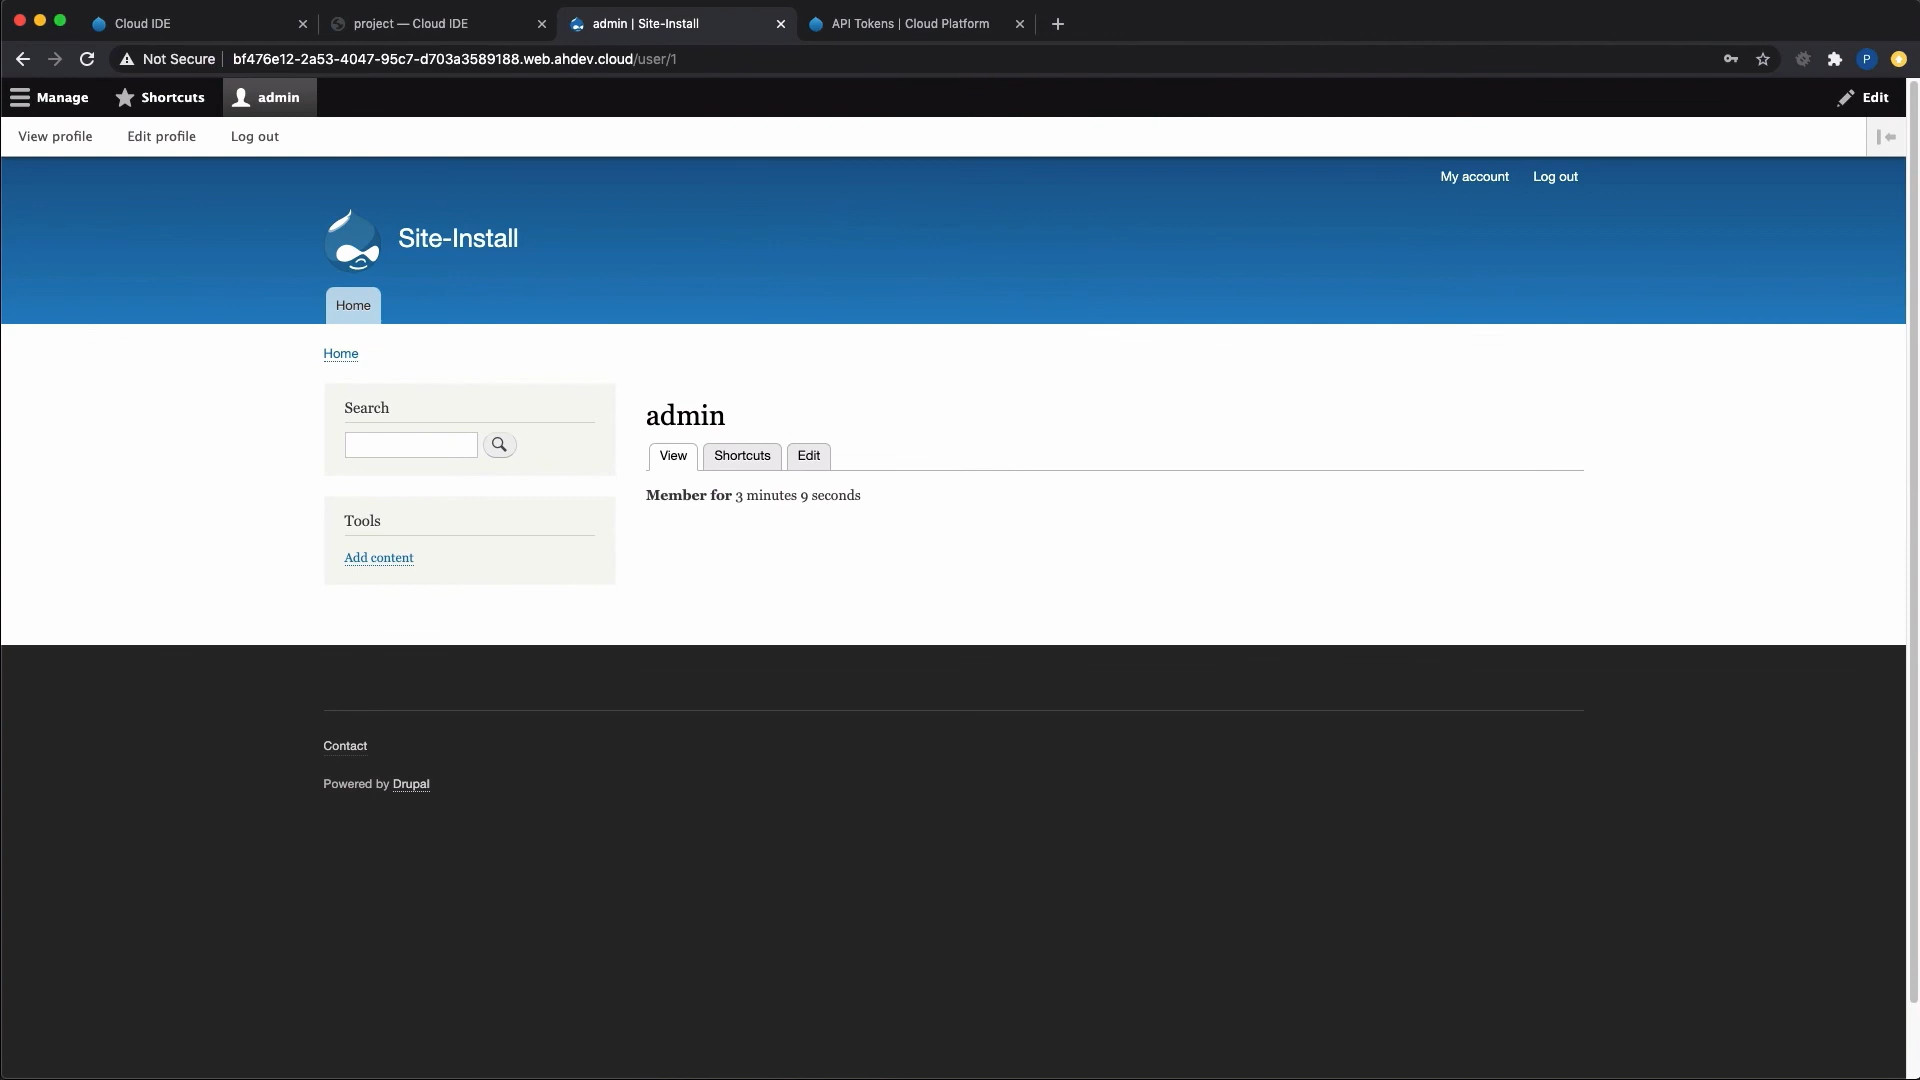 Cloud IDE
project — Cloud IDE
admin | Site-Install
API Tokens | Cloud Platform
Not Secure
bf476e12-2a53-4047-95c7-d703a3589188.web.ahdev.cloud/user/1
P
Manage
Shortcuts
admin
Edit
View profile
Edit profile
Log out
My account
Log out
Site-Install
Home
Home
Search
Tools
Add content
admin
View
Shortcuts
Edit
Member for 3 minutes 9 seconds
Contact
Powered by Drupal